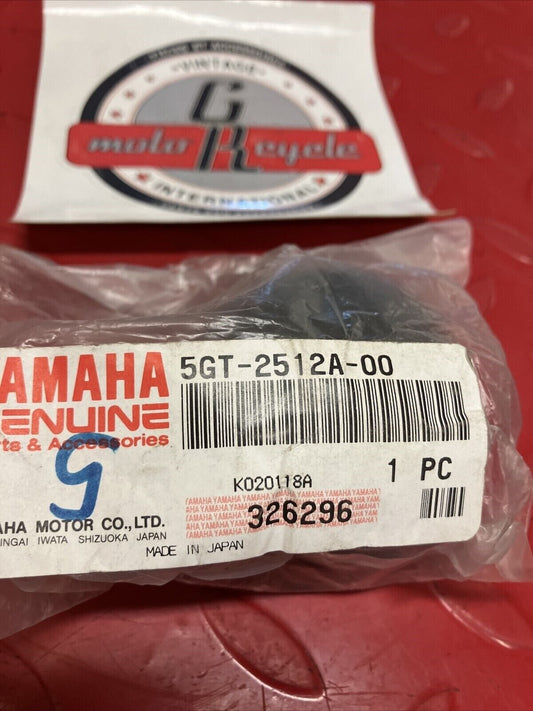 VINTAGE
G
moto R cycle
INTERNATIONAL
YAMAHA 5GT-2512A-00
GENUINE
rts & Accessories
5
K020118A
1 PC
YAMAHA YAMAHA YAMAHA YAMAHA YAMAHA
326296
AHA MOTOR CO., LTD.
INGAI IWATA SHIZUOKA JAPAN
MADE IN JAPAN